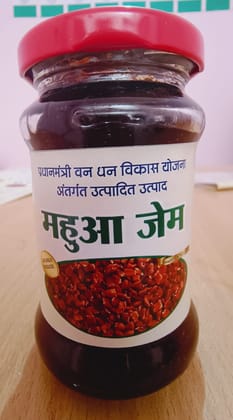 प्रधानमंत्री वन धन विकास योजना
अंतर्गत उत्पादित उत्पाद
महुआ जेम